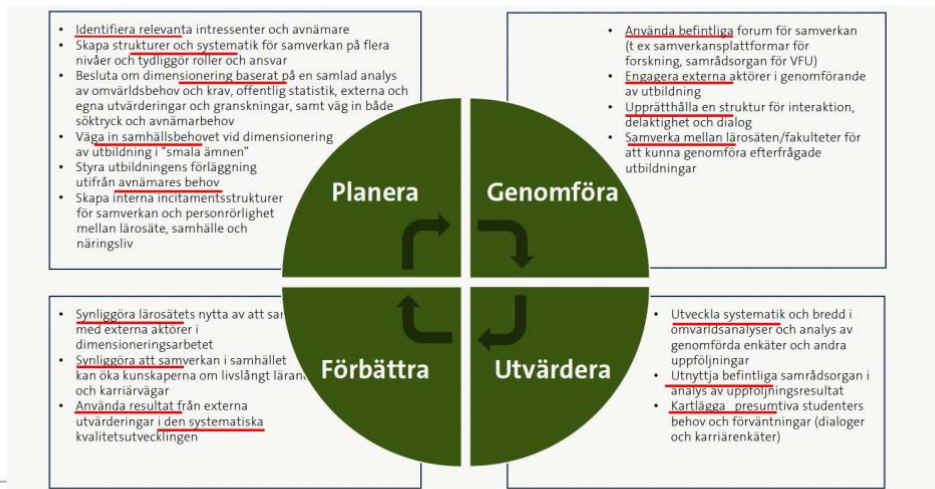 • Identifiera relevanta intressenter och avnämare
• Skapa strukturer och systematik för samverkan på flera
nivåer och tydliggör roller och ansvar
• Besluta om dimensionering baserat på en samlad analys
av omvärldsbehov och krav, offentlig statistik, externa och
egna utvärderingar och granskningar, samt väg in både
söktryck och avnämarbehov
• Väga in samhällsbehovet vid dimensionering
av utbildning i "smala ämnen"
• Styra utbildningens förläggning
utifrån avnämares behov
• Skapa interna incitamentsstrukturer
för samverkan och personrörlighet
mellan lärosäte, samhälle och
näringsliv
• Använda befintliga forum för samverkan
(t ex samverkansplattformar för
forskning, samrådsorgan för VFU)
• Engagera externa aktörer i genomförande
av utbildning
• Upprätthålla en struktur för interaktion,
delaktighet och dialog
• Samverka mellan lärosäten/fakulteter för
att kunna genomföra efterfrågade
utbildningar
Planera
Genomföra
• Synliggöra lärosätets nytta av att
med externa aktörer i
dimensioneringsarbetet
• Synliggöra att samverkan i samhället
kan öka kunskaperna om livslångt
och karriärvägar
• Använda resultat från externa
utvärderingar i den systematiska
kvalitetsutvecklingen
Förbättra
Utvärdera
• Utveckla systematik och bredd i
omvärldsanalyser och analys av
genomförda enkäter och andra
uppföljningar
• Utnyttja befintliga samrådsorgan i
analys av uppföljningsresultat
• Kartlägga presumtiva studenters
behov och förväntningar (dialoger
och karriärenkäter)